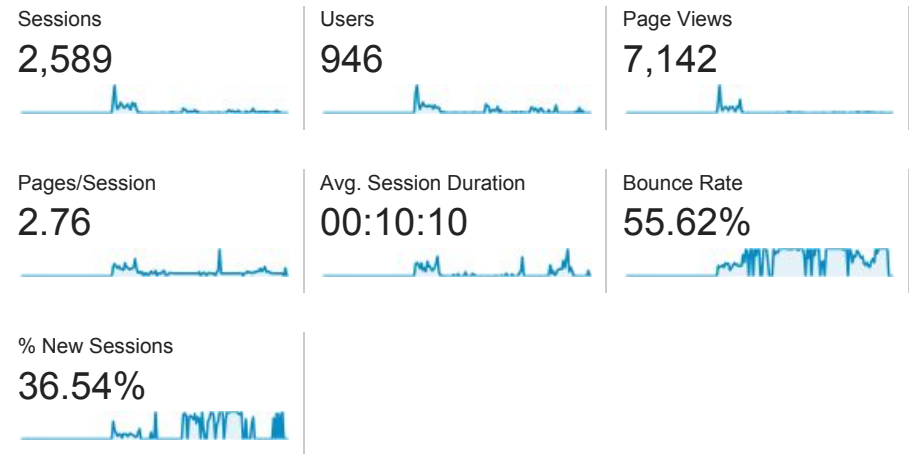 Sessions
2,589
Users
946
Page Views
7,142
Pages/Session
2.76
Avg. Session Duration
00:10:10
Bounce Rate
55.62%
% New Sessions
36.54%